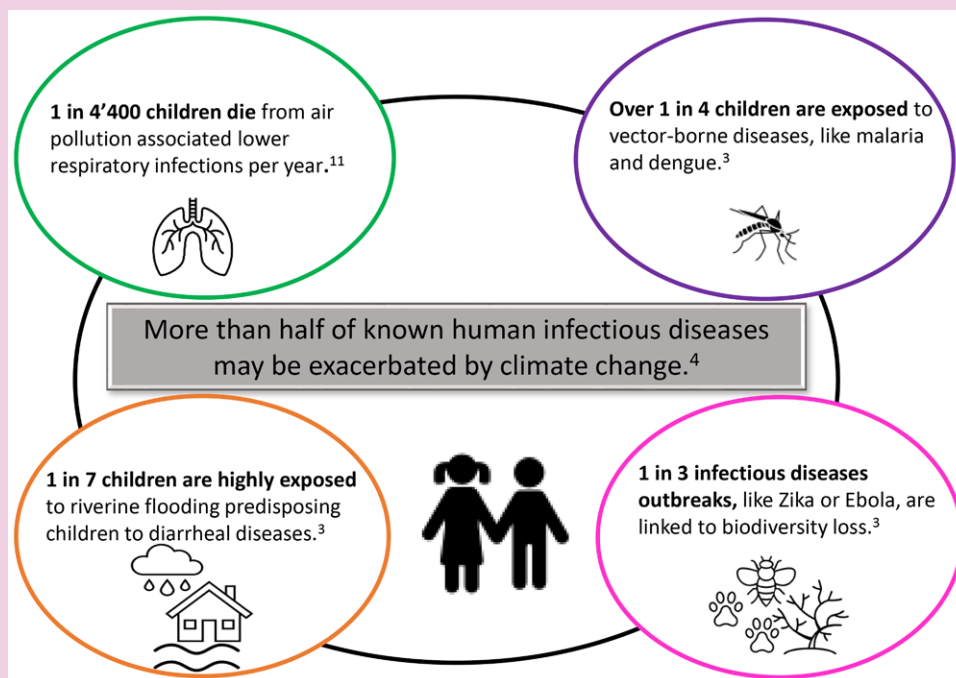 1 in 4'400 children die from air
pollution associated lower
respiratory infections per year.¹¹
Over 1 in 4 children are exposed to
vector-borne diseases, like malaria
and dengue.³
More than half of known human infectious diseases
may be exacerbated by climate change.⁴
1 in 7 children are highly exposed
to riverine flooding predisposing
children to diarrheal diseases.³
1 in 3 infectious diseases
outbreaks, like Zika or Ebola, are
linked to biodiversity loss.³